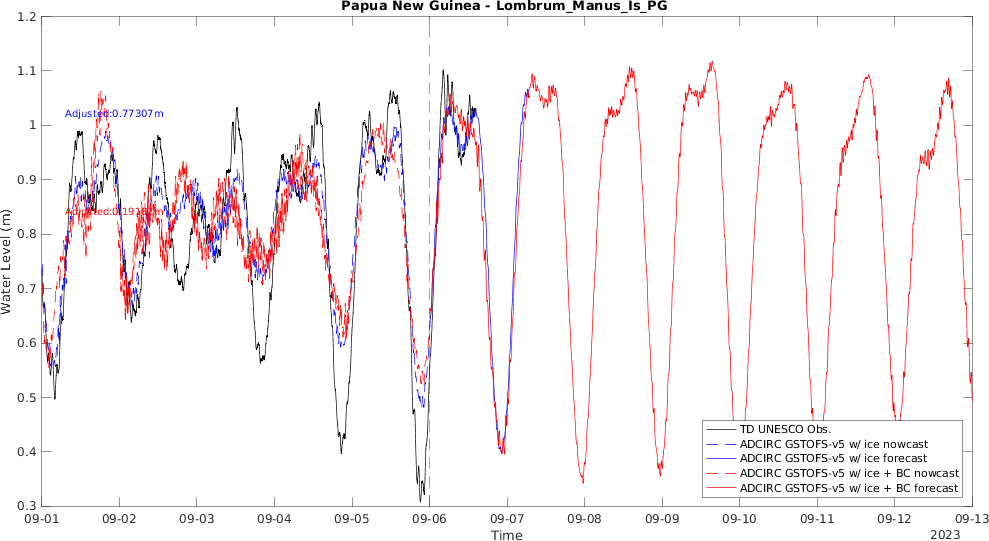 Papua New Guinea - Lombrum_Manus_Is_PG
Water Level (m)
1.2
1.1
1
0.9
0.8
0.7
0.6
0.5
0.4
0.3
Adjusted:0.77307m
TD UNESCO Obs.
ADCIRC GSTOFS-v5 w/ ice nowcast
ADCIRC GSTOFS-v5 w/ ice forecast
ADCIRC GSTOFS-v5 w/ ice + BC nowcast
ADCIRC GSTOFS-v5 w/ ice + BC forecast
09-01 09-02 09-03 09-04 09-05 09-06 09-07 09-08 09-09 09-10 09-11 09-12 09-13
Time
2023